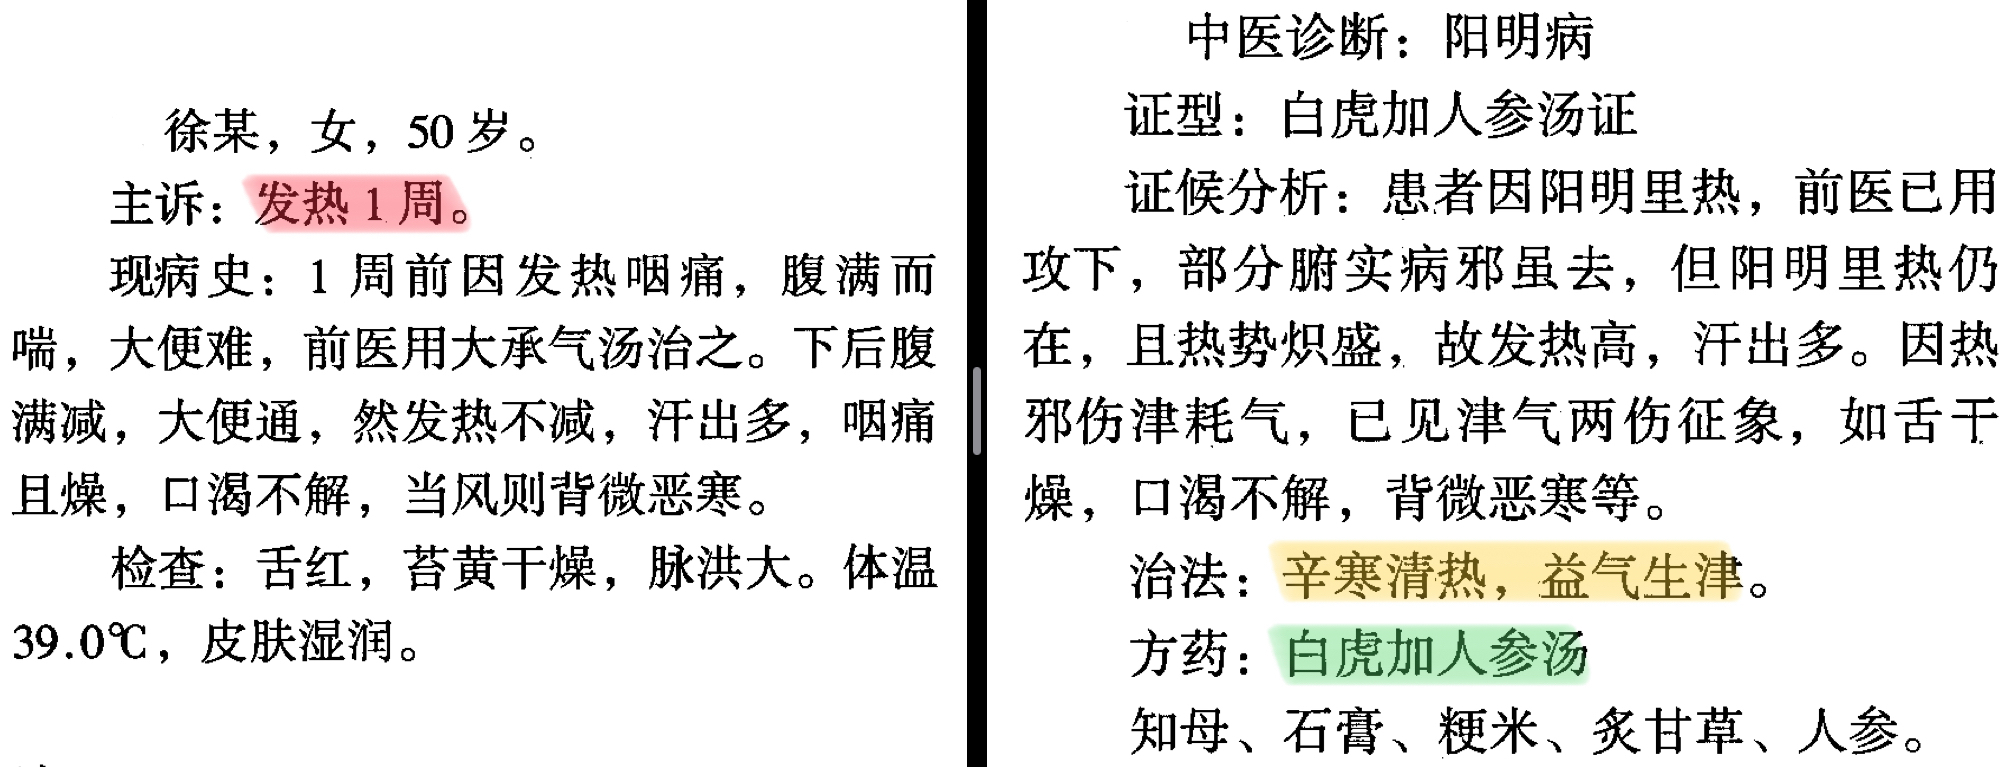 徐某，女，50岁。
主诉：发热1周。
现病史：1周前因发热咽痛，腹满而
喘，大便难，前医用大承气汤治之。下后腹
满减，大便通，然发热不减，汗出多，咽痛
且燥，口渴不解，当风则背微恶寒。
检查：舌红，苔黄干燥，脉洪大。体温
39.0℃，皮肤湿润。
中医诊断：阳明病
证型：白虎加人参汤证
证候分析：患者因阳明里热，前医已用
攻下，部分腑实病邪虽去，但阳明里热仍
在，且热势炽盛，故发热高，汗出多。因热
邪伤津耗气，已见津气两伤征象，如舌干
燥，口渴不解，背微恶寒等。
治法：辛寒清热，益气生津。
方药：白虎加人参汤
知母、石膏、粳米、炙甘草、人参。